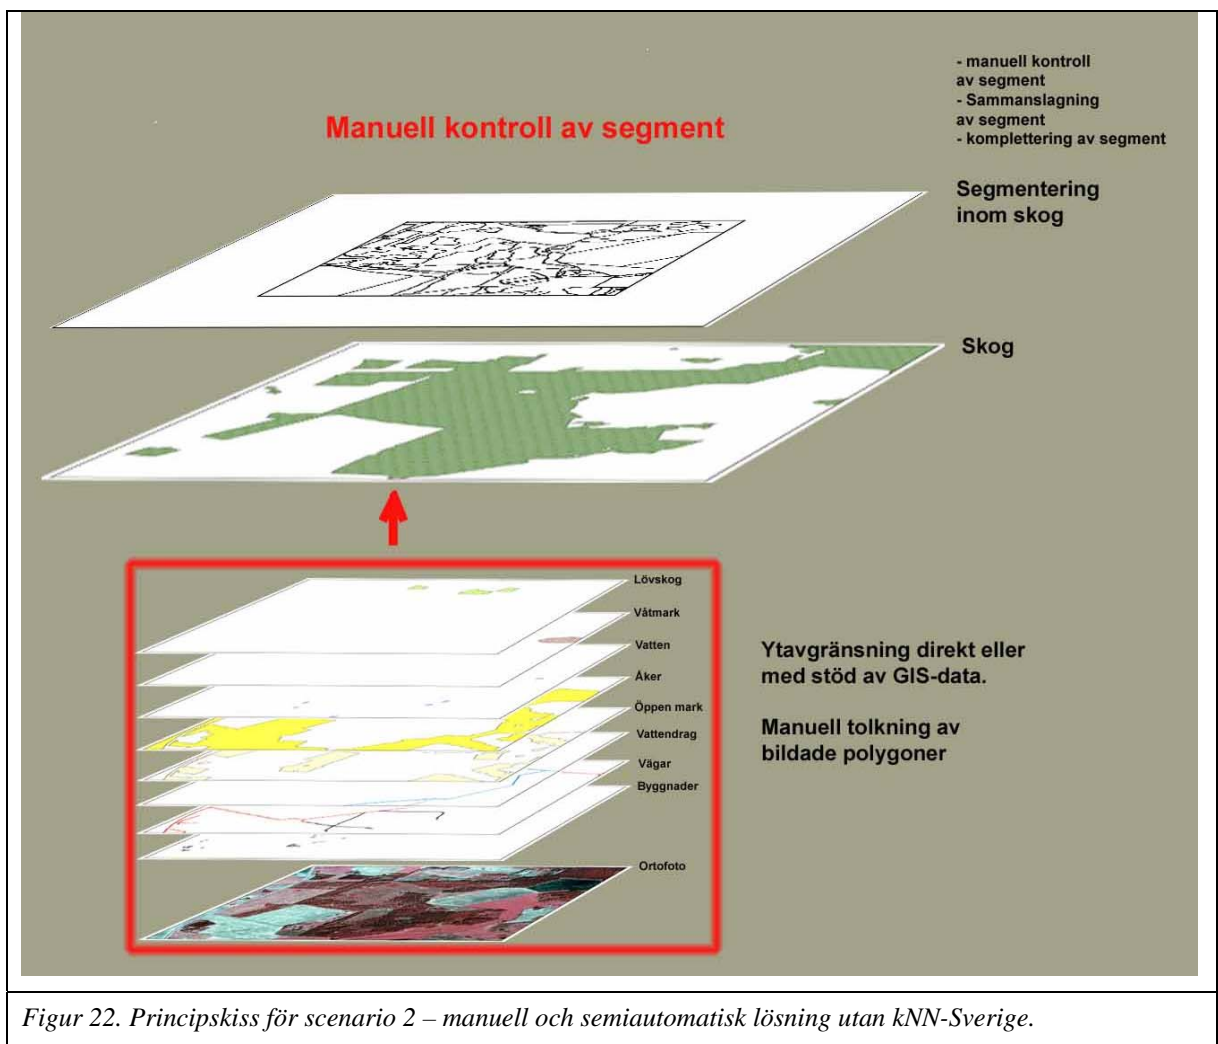 - manuell kontroll
av segment
- Sammanslagning
av segment
- komplettering av segment
Manuell kontroll av segment
Segmentering
inom skog
Skog
Lövskog
Våtmark
Vatten
Åker
Öppen mark
Vattendrag
Vägar
Byggnader
Ortofoto
Ytavgränsning direkt eller
med stöd av GIS-data.
Manuell tolkning av
bildade polygoner
Figur 22. Principskiss för scenario 2 – manuell och semiautomatisk lösning utan kNN-Sverige.